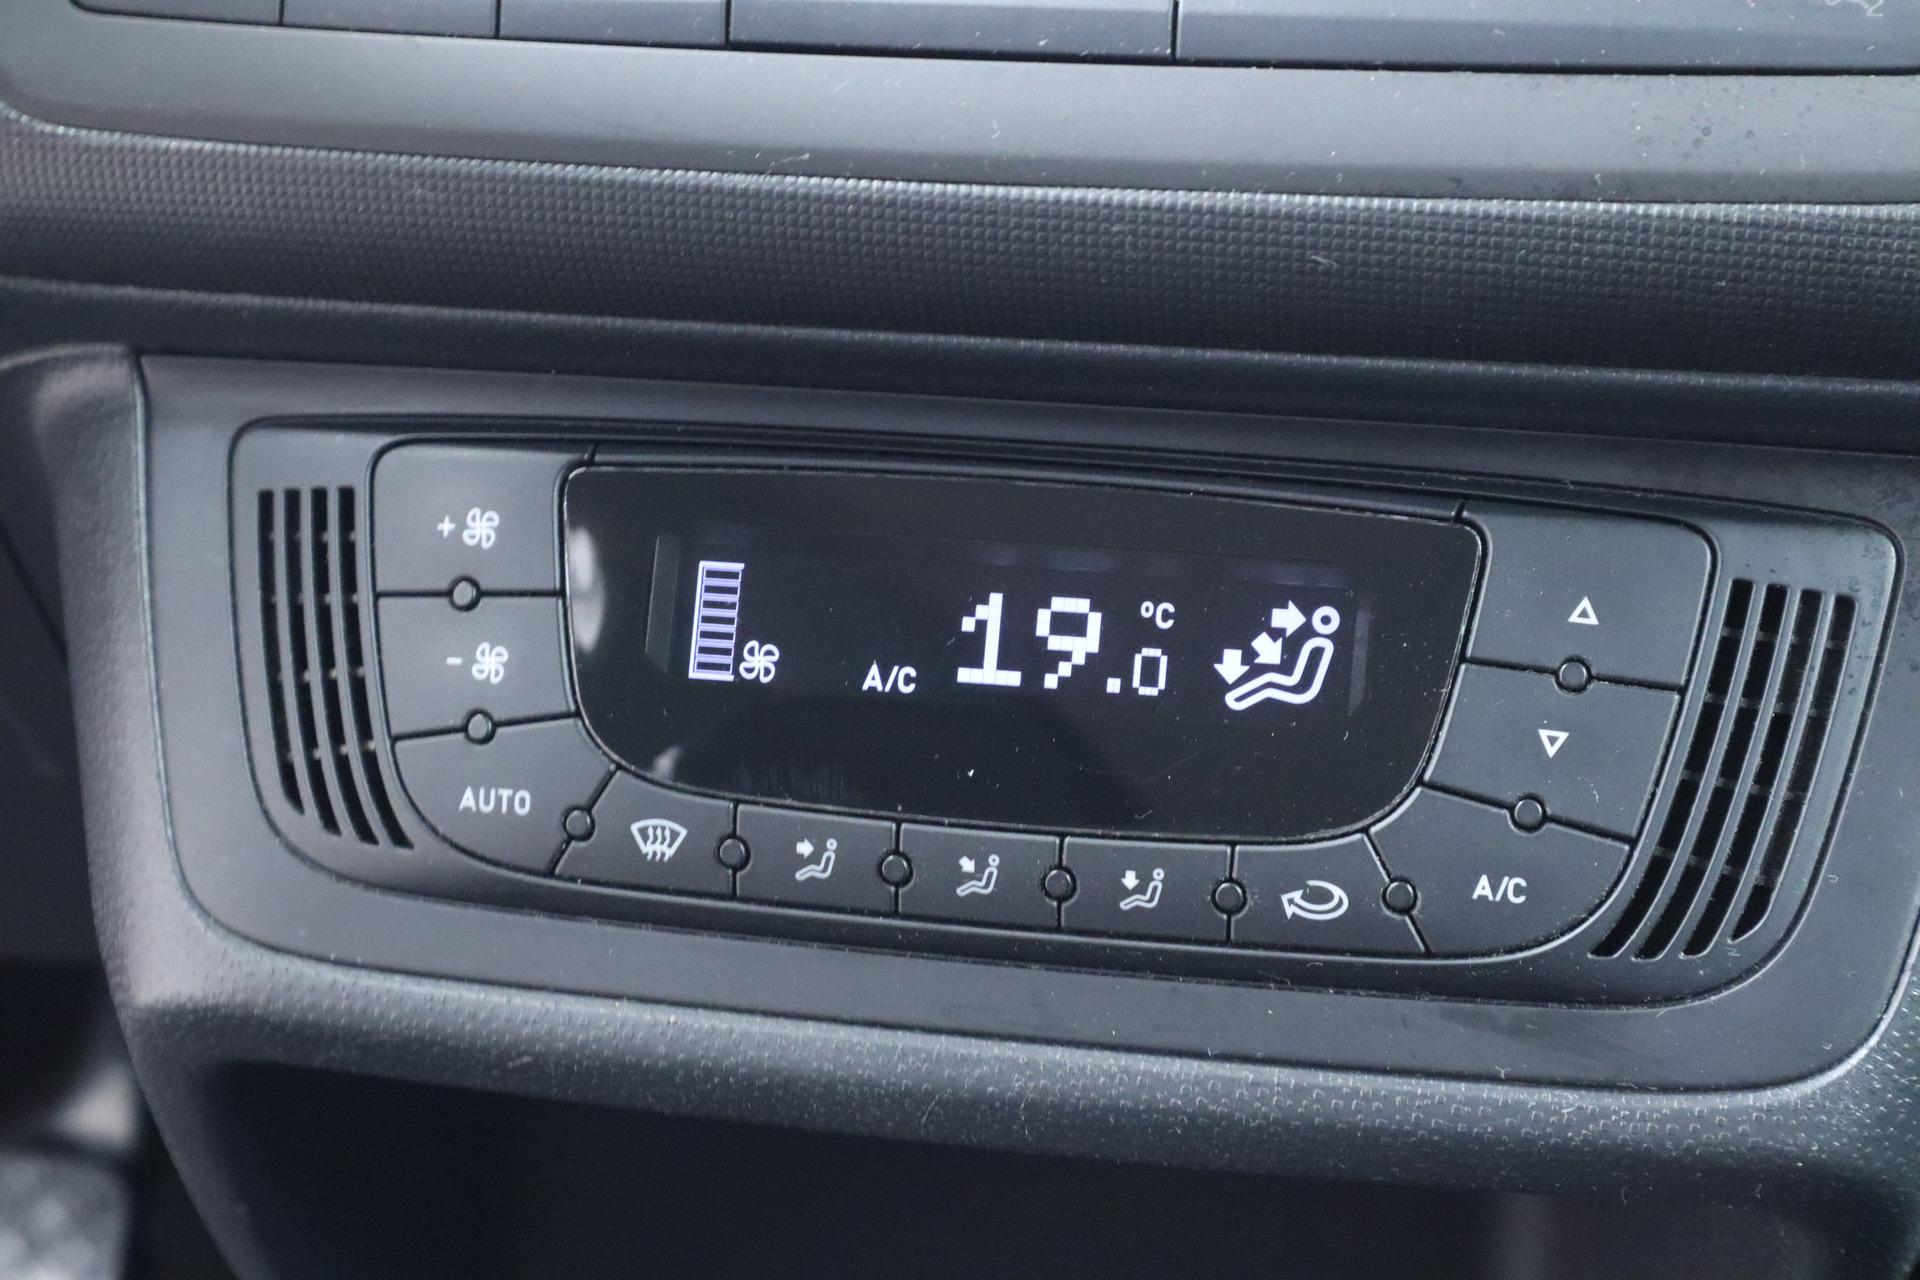 +
-
AUTO
A/C 19.0 °C
A/C